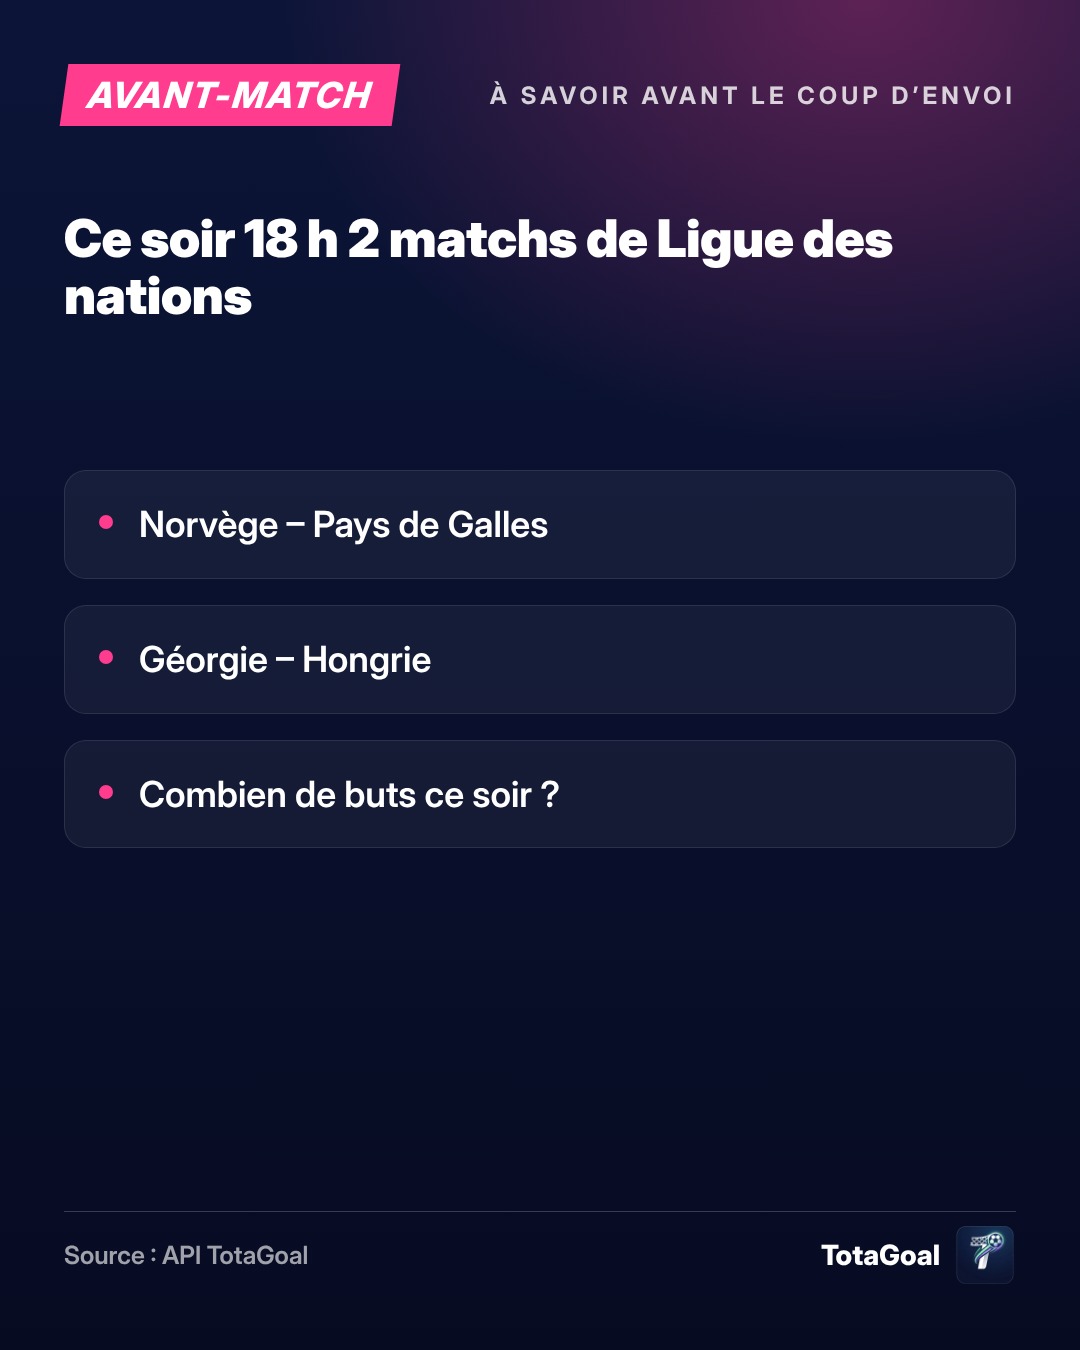 AVANT-MATCH
À SAVOIR AVANT LE COUP D’ENVOI
Ce soir 18 h 2 matchs de Ligue des
nations
Norvège – Pays de Galles
Géorgie – Hongrie
Combien de buts ce soir ?
Source : API TotaGoal
TotaGoal